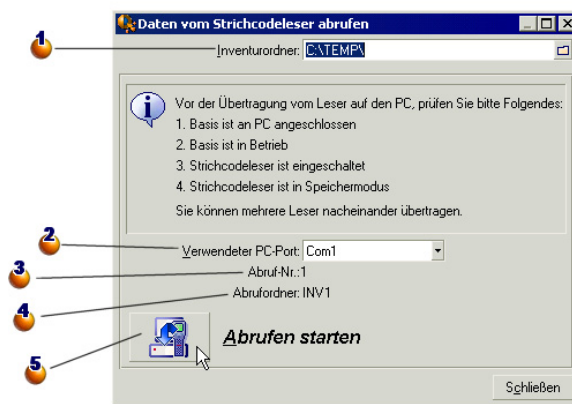 Daten vom Strichcodeleser abrufen
1
Inventurordner: C:\TEMP\
Vor der Übertragung vom Leser auf den PC, prüfen Sie bitte Folgendes:
1. Basis ist an PC angeschlossen
2. Basis ist in Betrieb
3. Strichcodeleser ist eingeschaltet
4. Strichcodeleser ist in Speichermodus
Sie können mehrere Leser nacheinander übertragen.
2
Verwendeter PC-Port: Com1
3
Abruf-Nr.:1
4
Abrufordner: INV1
5
Abrufen starten
Schließen